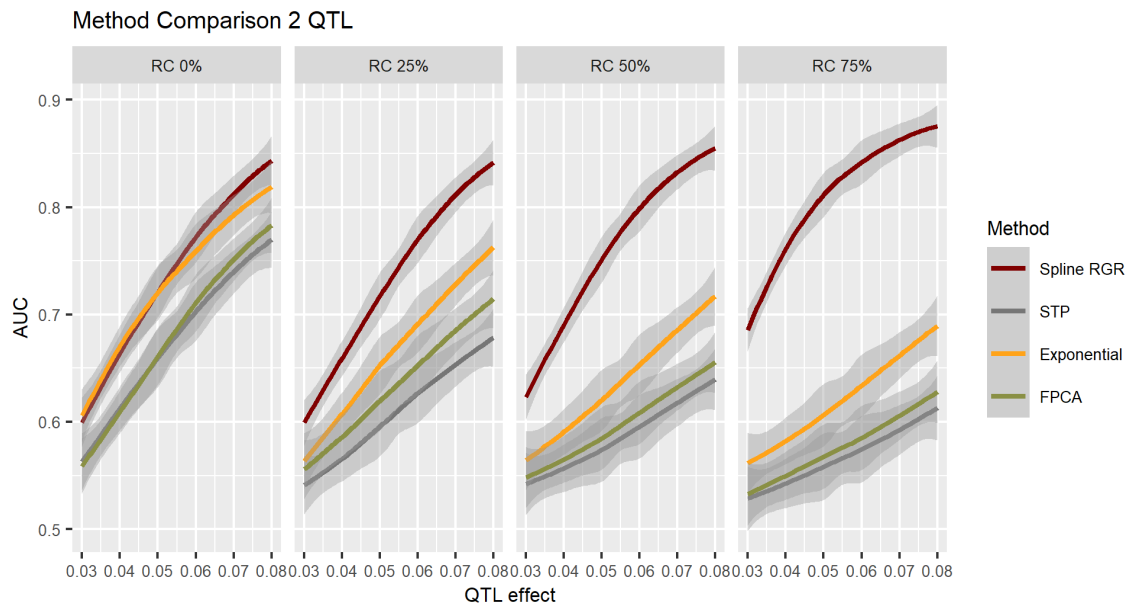 Method Comparison 2 QTL
RC 0% RC 25% RC 50% RC 75%
0.9
0.8
0.7
0.6
0.5
AUC
0.03 0.04 0.05 0.06 0.07 0.08 0.03 0.04 0.05 0.06 0.07 0.08 0.03 0.04 0.05 0.06 0.07 0.08 0.03 0.04 0.05 0.06 0.07 0.08
QTL effect
Method
Spline RGR
STP
Exponential
FPCA